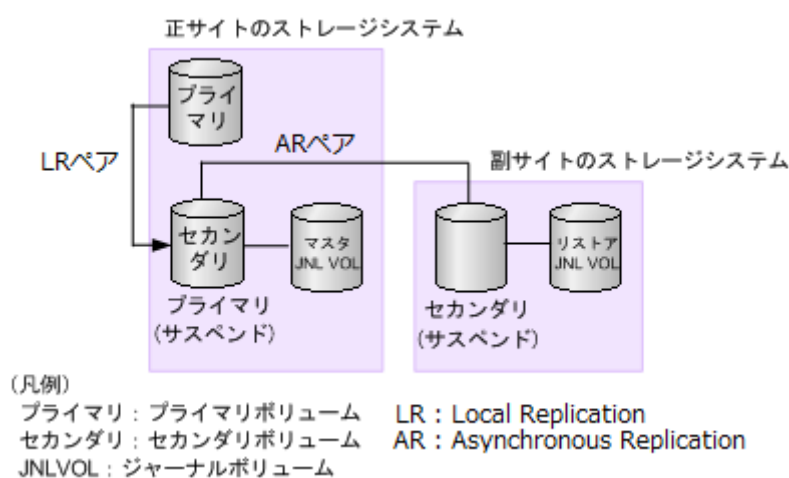 正サイトのストレージシステム
プライ
マリ
LRペア
ARペア
副サイトのストレージシステム
セカン
ダリ
マスタ
JNL VOL
リストア
JNL VOL
プライマリ
(サスペンド)
セカンダリ
(サスペンド)
(凡例)
プライマリ：プライマリボリューム
LR：Local Replication
セカンダリ：セカンダリボリューム
AR：Asynchronous Replication
JNLVOL：ジャーナルボリューム